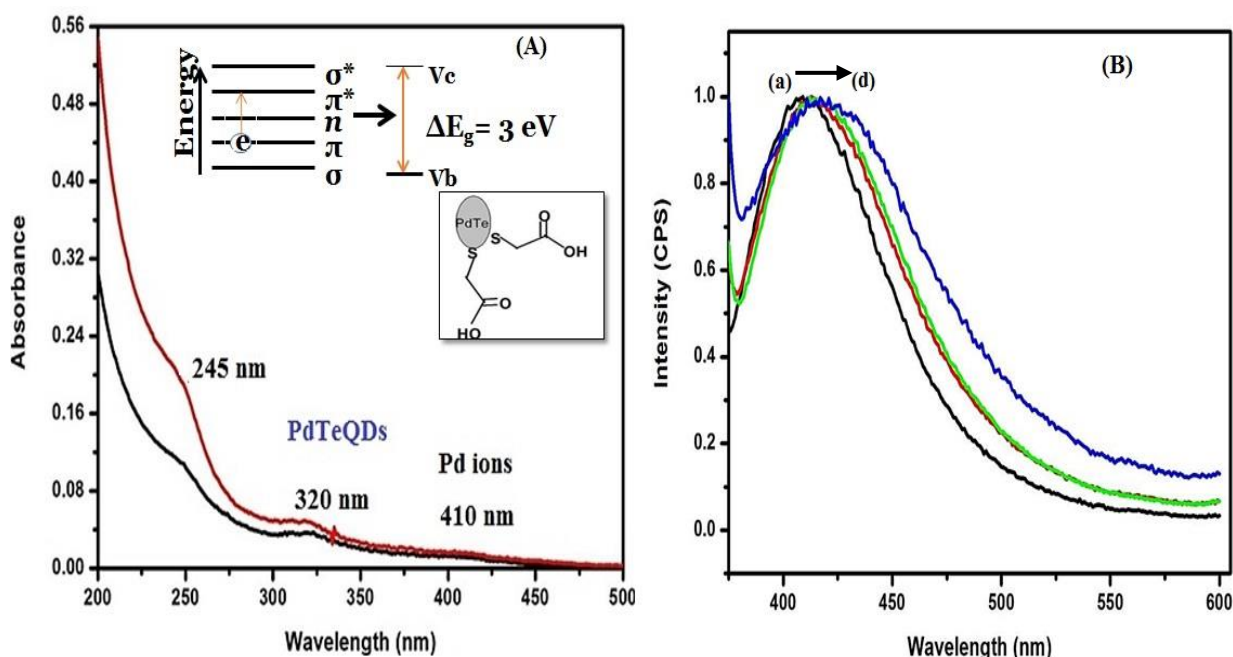 (A)
0.56
0.48
0.40
0.32
0.24
0.16
0.08
0.00
Absorbance
200
250
300
350
400
450
500
Wavelength (nm)
Energy
σ*
π*
n
π
σ
e
Vc
ΔEg= 3 eV
Vb
PdTe
S
O
OH
S
O
HO
245 nm
PdTeQDs
320 nm
Pd ions
410 nm
(B)
(a)
(d)
1.0
0.8
0.6
0.4
0.2
0.0
Intensity (CPS)
400
450
500
550
600
Wavelength (nm)